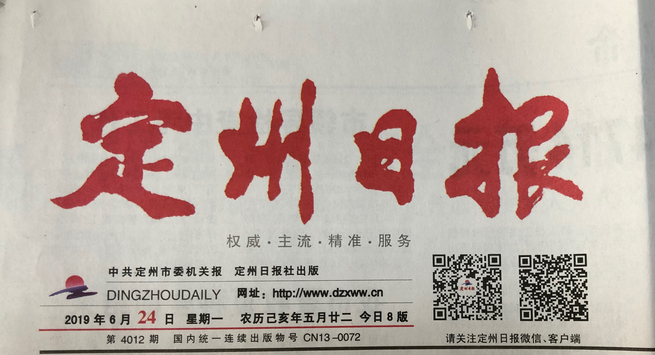 定州日报
权威·主流·精准·服务
中共定州市委机关报 定州日报社出版
DINGZHOUDAILY 网址：http://www.dzxww.cn
2019年6月24日 星期一 农历己亥年五月廿二 今日8版
第4012期 国内统一连续出版物号 CN13-0072
请关注定州日报微信、客户端